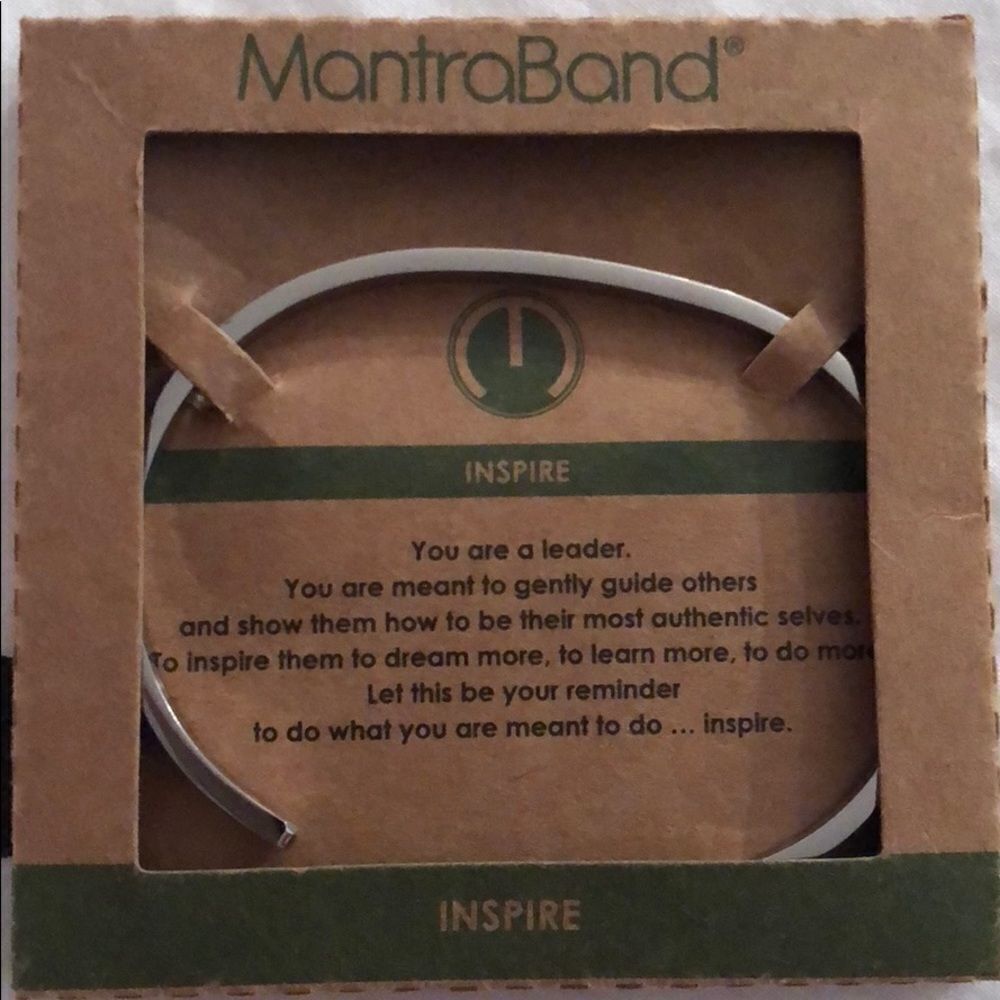 MantraBand®
INSPIRE
You are a leader.
You are meant to gently guide others
and show them how to be their most authentic selves.
To inspire them to dream more, to learn more, to do more
Let this be your reminder
to do what you are meant to do ... inspire.
INSPIRE